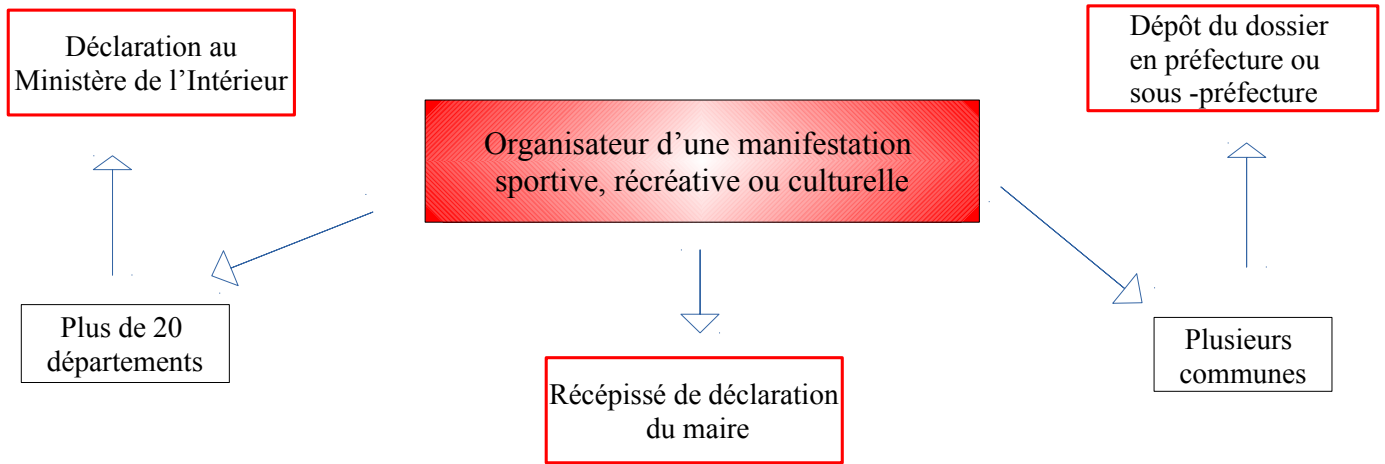 Déclaration au
Ministère de l’Intérieur
Organisateur d’une manifestation
sportive, récréative ou culturelle
Dépôt du dossier
en préfecture ou
sous -préfecture
Plus de 20
départements
Récépissé de déclaration
du maire
Plusieurs
communes